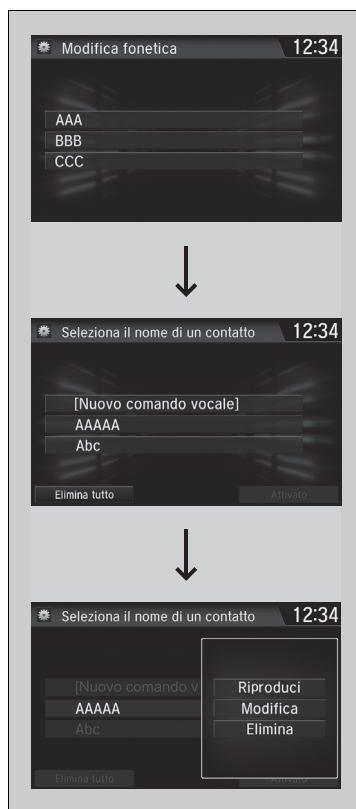 Modifica fonetica 12:34
AAA
BBB
CCC
Seleziona il nome di un contatto 12:34
[Nuovo comando vocale]
AAAAA
Abc
Elimina tutto Attivato
Seleziona il nome di un contatto 12:34
[Nuovo comando v Riproduci
AAAAA Modifica
Abc Elimina
Elimina tutto Attivato